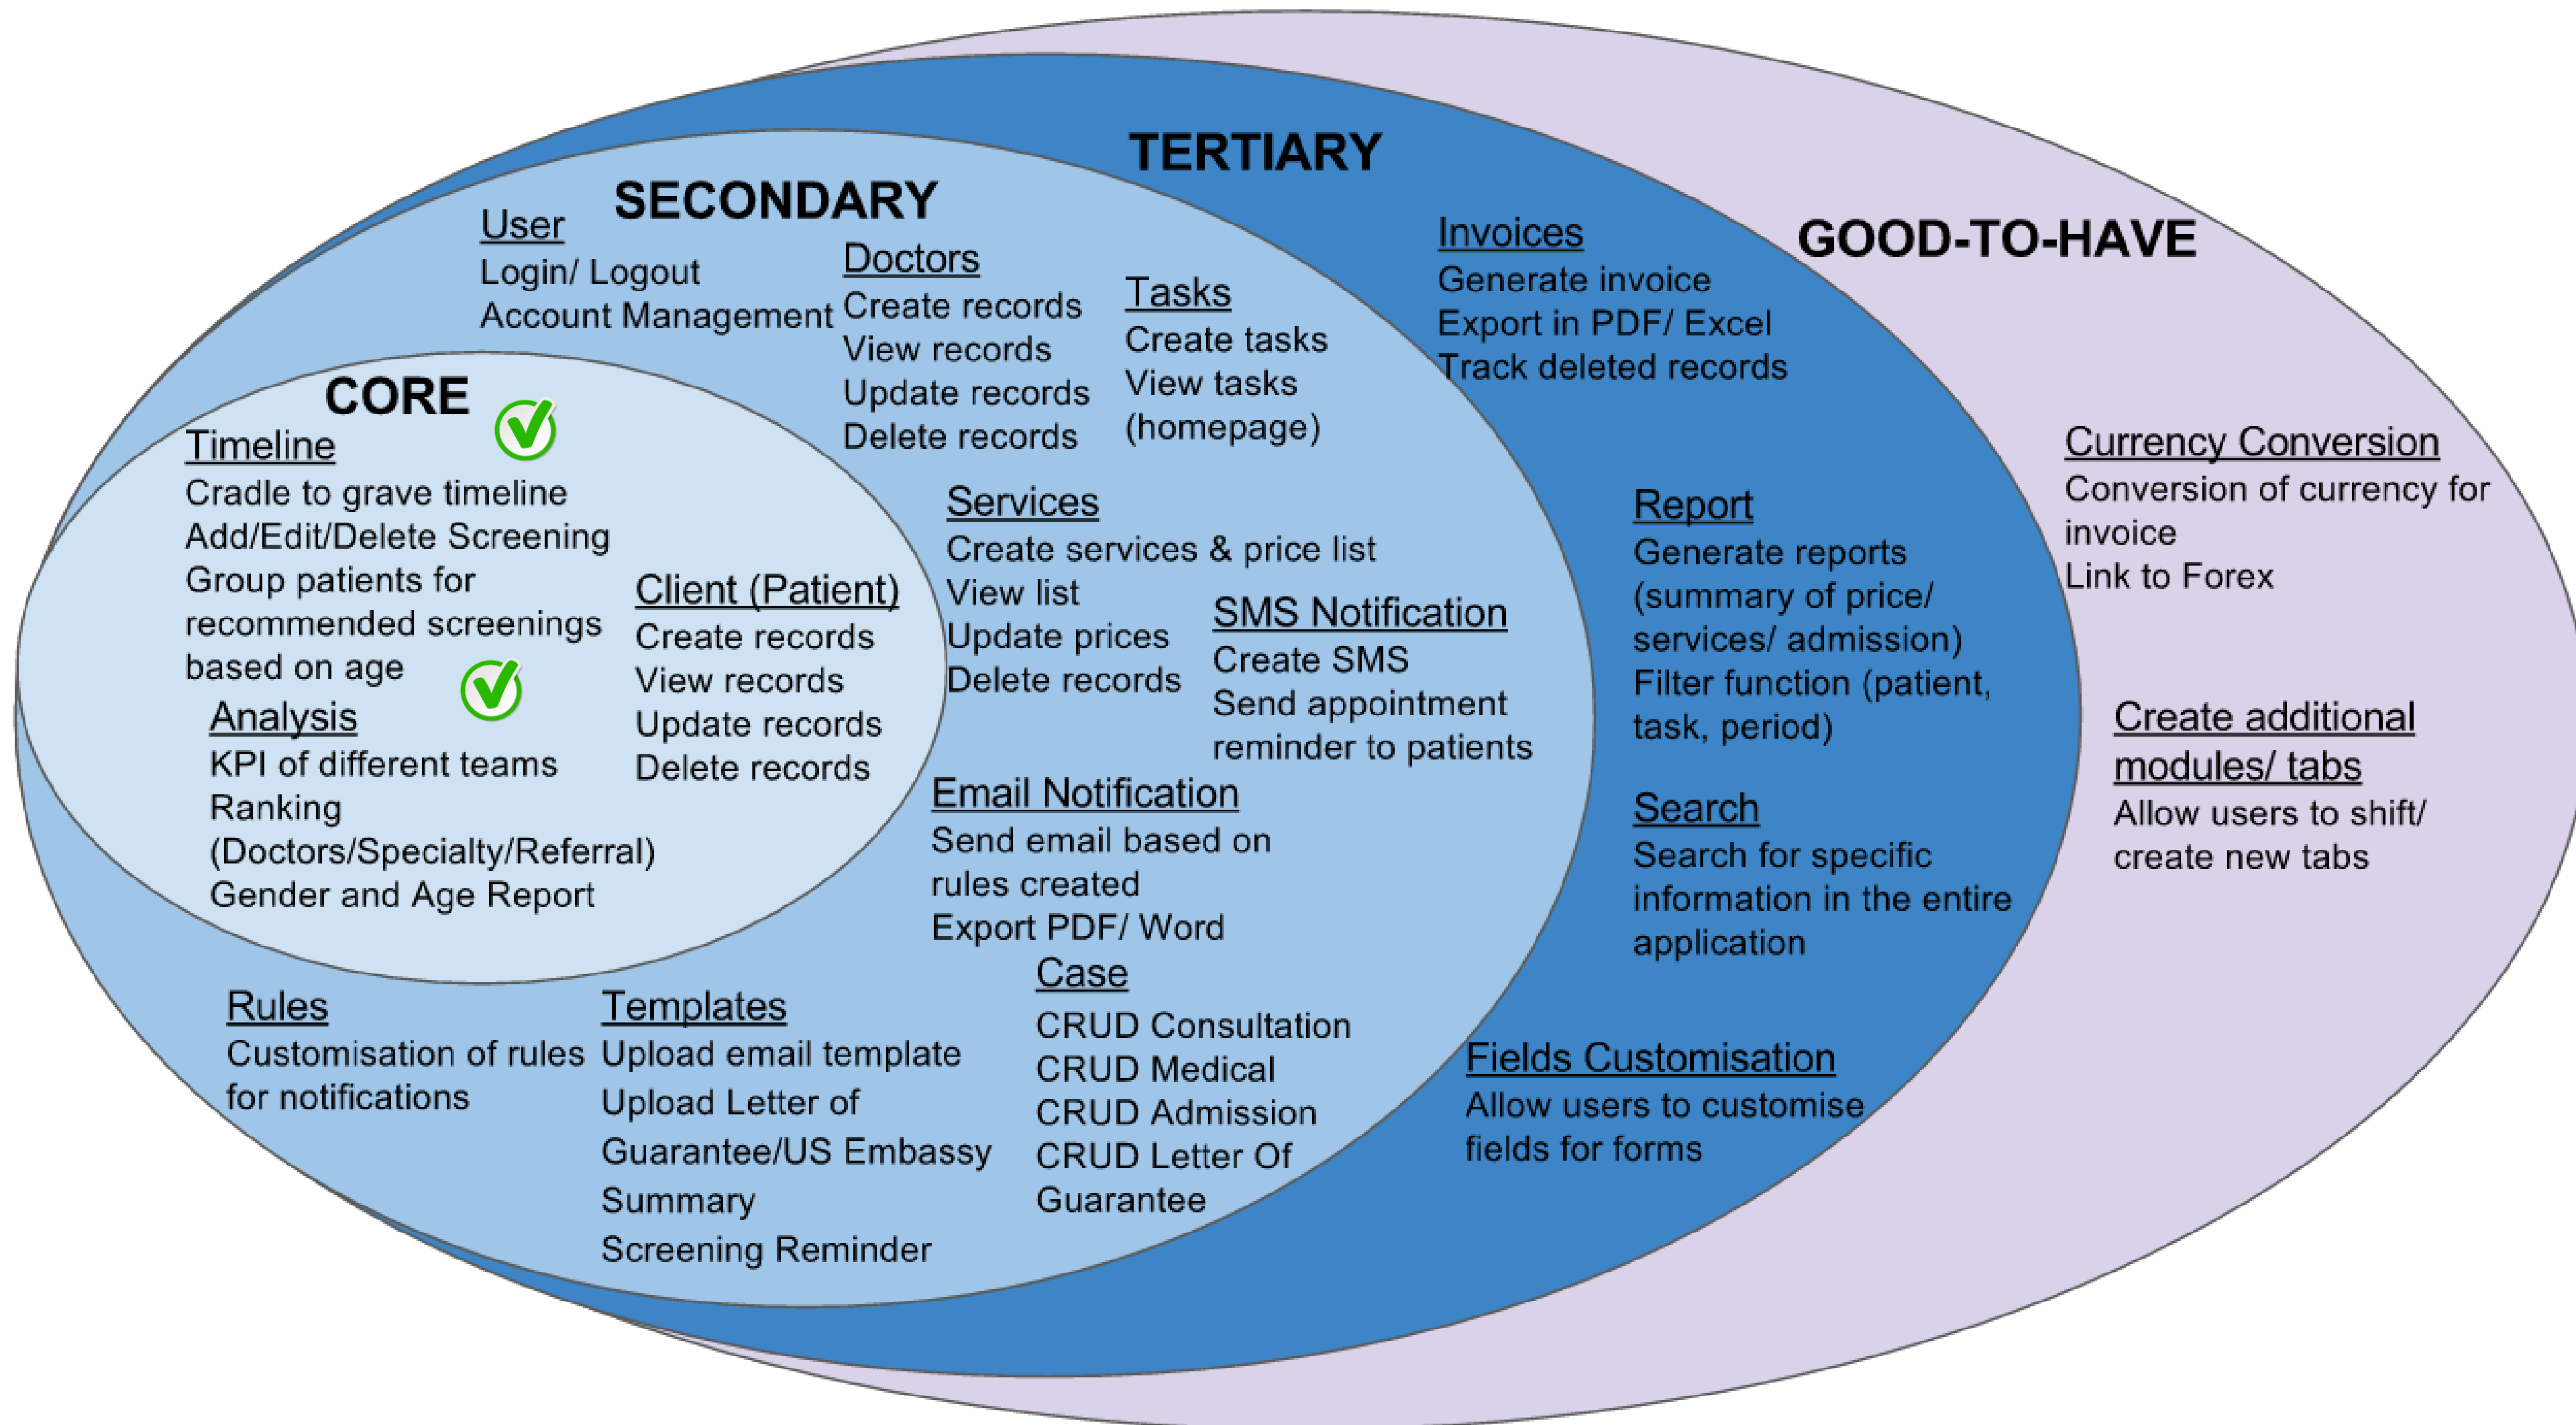 CORE
Timeline
Cradle to grave timeline
Add/Edit/Delete Screening
Group patients for
recommended screenings
based on age
Analysis
KPI of different teams
Ranking
(Doctors/Specialty/Referral)
Gender and Age Report
Client (Patient)
Create records
View records
Update records
Delete records
SECONDARY
User
Login/ Logout
Account Management
Doctors
Create records
View records
Update records
Delete records
Tasks
Create tasks
View tasks
(homepage)
Services
Create services & price list
View list
Update prices
Delete records
SMS Notification
Create SMS
Send appointment
reminder to patients
Email Notification
Send email based on
rules created
Export PDF/ Word
Case
CRUD Consultation
CRUD Medical
CRUD Admission
CRUD Letter Of
Guarantee
Rules
Customisation of rules
for notifications
Templates
Upload email template
Upload Letter of
Guarantee/US Embassy
Summary
Screening Reminder
TERTIARY
Invoices
Generate invoice
Export in PDF/ Excel
Track deleted records
Report
Generate reports
(summary of price/
services/ admission)
Filter function (patient,
task, period)
Search
Search for specific
information in the entire
application
Fields Customisation
Allow users to customise
fields for forms
GOOD-TO-HAVE
Currency Conversion
Conversion of currency for
invoice
Link to Forex
Create additional
modules/ tabs
Allow users to shift/
create new tabs